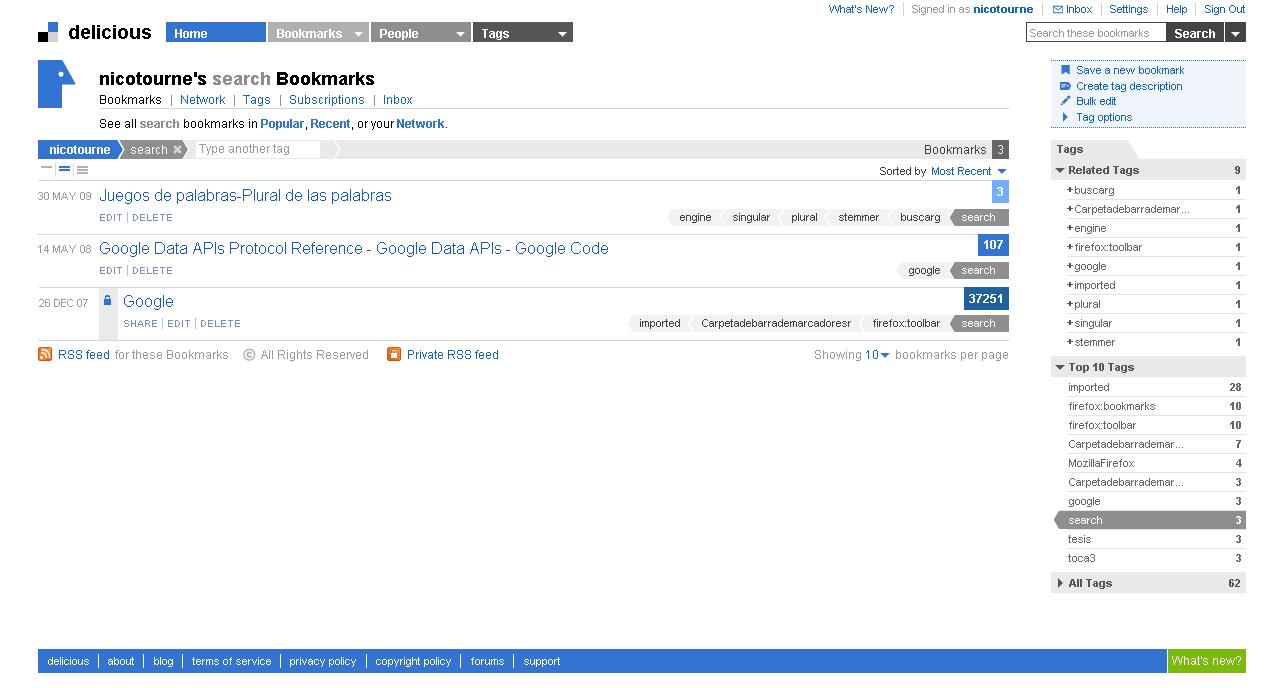 What's New? Signed in as nicotourne Inbox Settings Help Sign Out
delicious Home Bookmarks People Tags Search these bookmarks Search
nicotourne's search Bookmarks
Bookmarks | Network | Tags | Subscriptions | Inbox
See all search bookmarks in Popular, Recent, or your Network.
nicotourne search Type another tag Bookmarks 3
Sorted by Most Recent
30 MAY 09 Juegos de palabras-Plural de las palabras 3
EDIT | DELETE engine singular plural stemmer buscarg search
14 MAY 08 Google Data APIs Protocol Reference - Google Data APIs - Google Code 107
EDIT | DELETE google search
26 DEC 07 Google 37251
SHARE | EDIT | DELETE imported Carpetadebarrademarcadoresr firefox:toolbar search
RSS feed for these Bookmarks © All Rights Reserved Private RSS feed Showing 10 bookmarks per page
Save a new bookmark
Create tag description
Bulk edit
Tag options
Tags
Related Tags 9
+buscarg 1
+Carpetadebarrademar... 1
+engine 1
+firefox:toolbar 1
+google 1
+imported 1
+plural 1
+singular 1
+stemmer 1
Top 10 Tags
imported 28
firefox:bookmarks 10
firefox:toolbar 10
Carpetadebarrademar... 7
MozillaFirefox 4
Carpetadebarrademar... 3
google 3
search 3
tesis 3
toca3 3
All Tags 62
delicious | about | blog | terms of service | privacy policy | copyright policy | forums | support What's new?